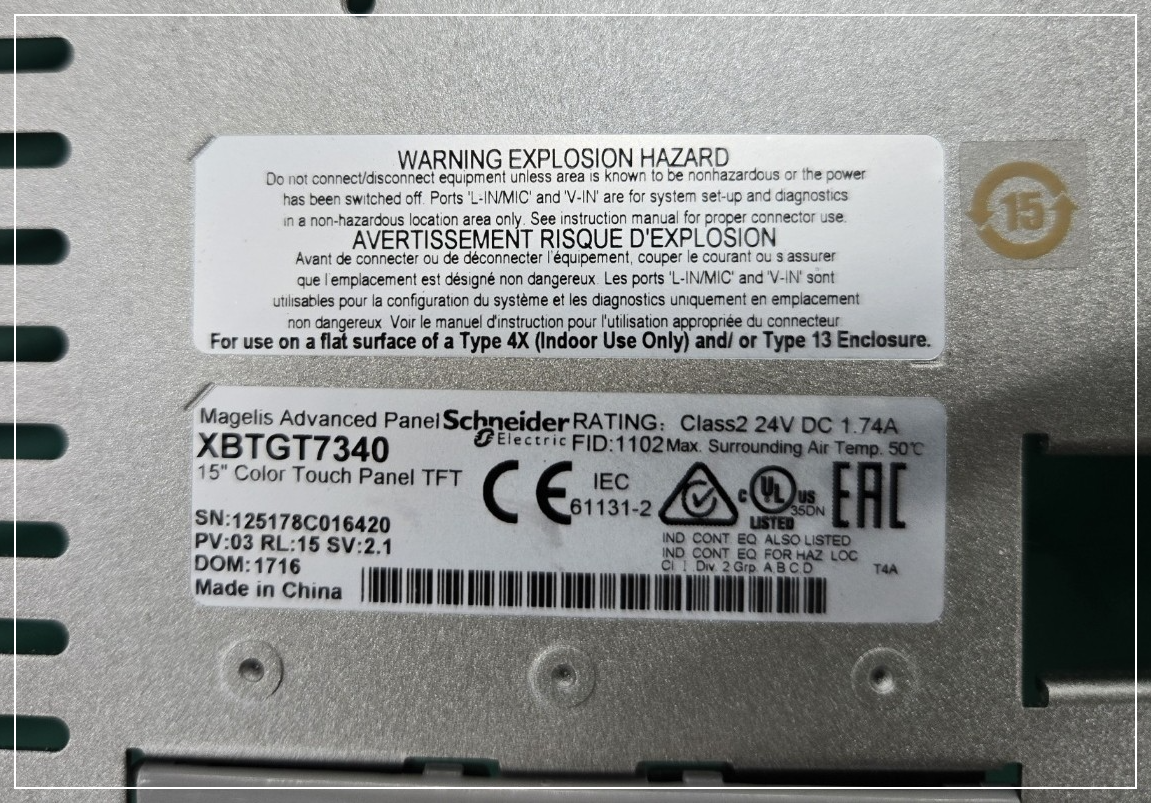 WARNING EXPLOSION HAZARD
Do not connect/disconnect equipment unless area is known to be nonhazardous or the power
has been switched off. Ports 'L-IN/MIC' and 'V-IN' are for system set-up and diagnostics
in a non-hazardous location area only. See instruction manual for proper connector use.
AVERTISSEMENT RISQUE D'EXPLOSION
Avant de connecter ou de déconnecter l'équipement, couper le courant ou s assurer
que l'emplacement est désigné non dangereux. Les ports 'L-IN/MIC' and 'V-IN' sont
utilisables pour la configuration du système et les diagnostics uniquement en emplacement
non dangereux. Voir le manuel d'instruction pour l'utilisation appropriée du connecteur
For use on a flat surface of a Type 4X (Indoor Use Only) and/ or Type 13 Enclosure.
15
Magelis Advanced Panel Schneider RATING: Class2 24V DC 1.74A
XBTGT7340 Electric FID:1102 Max. Surrounding Air Temp. 50℃
15" Color Touch Panel TFT
CE IEC
61131-2
C UL US
LISTED 35DN
EAC
SN:125178C016420
PV:03 RL:15 SV:2.1
DOM:1716
Made in China
IND CONT EQ ALSO LISTED
IND CONT EQ FOR HAZ LOC
Cl. I Div. 2 Grp. A,B,C,D T4A